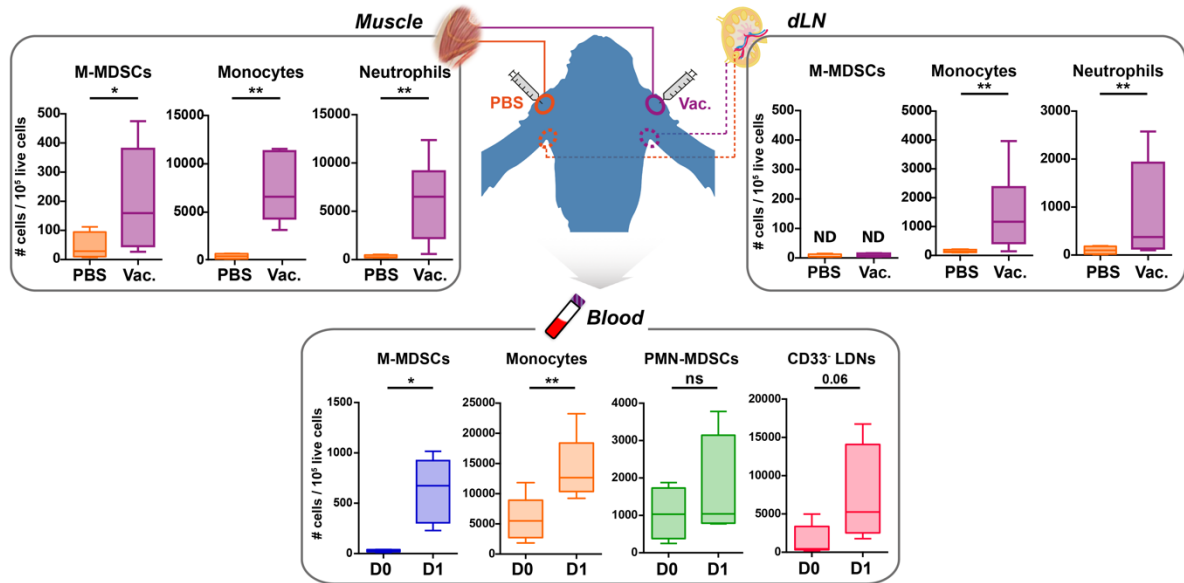 Muscle
M-MDSCs
*
Monocytes
**
Neutrophils
**
# cells / 10⁵ live cells
500
400
300
200
100
0
PBS
Vac.
15000
10000
5000
0
PBS
Vac.
15000
10000
5000
0
PBS
Vac.
PBS
Vac.
dLN
M-MDSCs
Monocytes
**
Neutrophils
**
# cells / 10⁵ live cells
500
400
300
200
100
0
ND
ND
PBS
Vac.
5000
4000
3000
2000
1000
0
PBS
Vac.
3000
2000
1000
0
PBS
Vac.
Blood
M-MDSCs
*
Monocytes
**
PMN-MDSCs
ns
CD33⁻ LDNs
0.06
# cells / 10⁵ live cells
1500
1000
500
0
D0
D1
25000
20000
15000
10000
5000
0
D0
D1
4000
3000
2000
1000
0
D0
D1
20000
15000
10000
5000
0
D0
D1